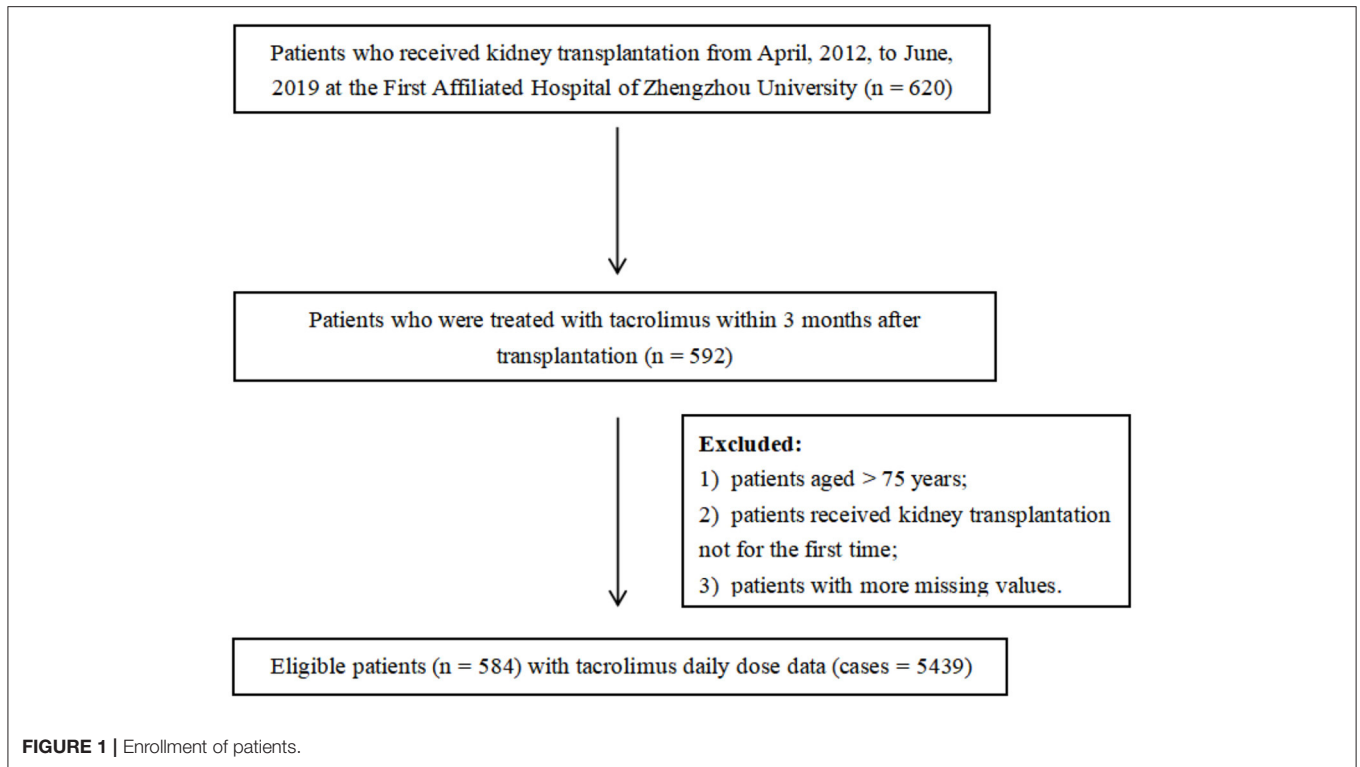 Patients who received kidney transplantation from April, 2012, to June,
2019 at the First Affiliated Hospital of Zhengzhou University (n = 620)
Patients who were treated with tacrolimus within 3 months after
transplantation (n = 592)
Excluded:
1) patients aged > 75 years;
2) patients received kidney transplantation
not for the first time;
3) patients with more missing values.
Eligible patients (n = 584) with tacrolimus daily dose data (cases = 5439)
FIGURE 1 | Enrollment of patients.